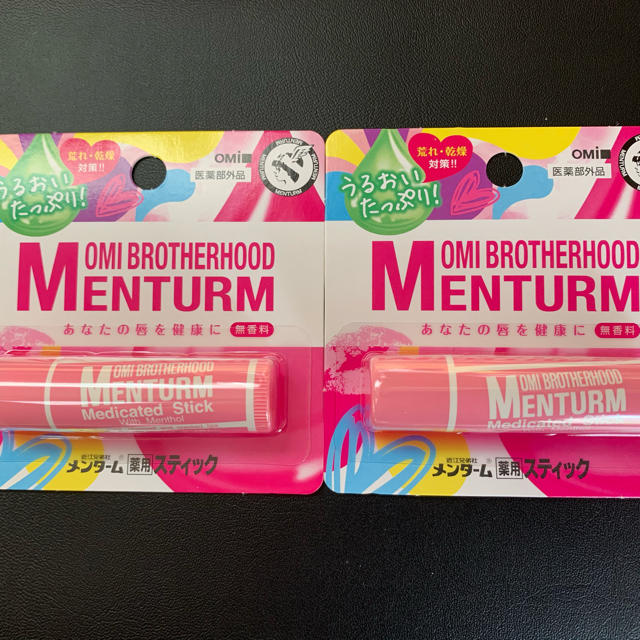 荒れ・乾燥
対策!!
うるおい
たっぷり!
OMI
医薬部外品
MENTURM
OMI BROTHERHOOD
MENTURM
あなたの唇を健康に 無香料
OMI BROTHERHOOD
MENTURM
Medicated Stick
With Menthol
近江兄弟社
メンターム® 薬用 スティック
荒れ・乾燥
対策!!
うるおい
たっぷり!
OMI
医薬部外品
OMI BROTHERHOOD
MENTURM
あなたの唇を健康に 無香料
OMI BROTHERHOOD
MENTURM
Medicated Stick
近江兄弟社
メンターム® 薬用 スティック